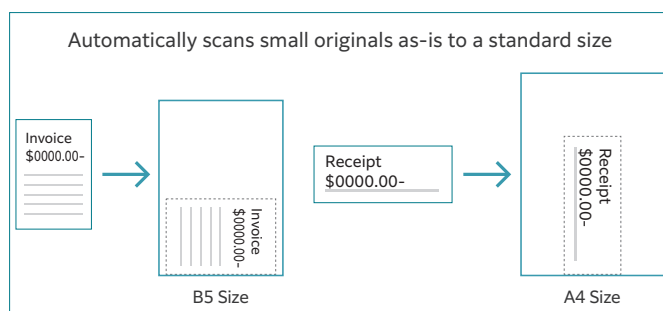 Automatically scans small originals as-is to a standard size
Invoice
$0000.00-
Invoice
$0000.00-
B5 Size
Receipt
$0000.00-
Receipt
$0000.00-
A4 Size